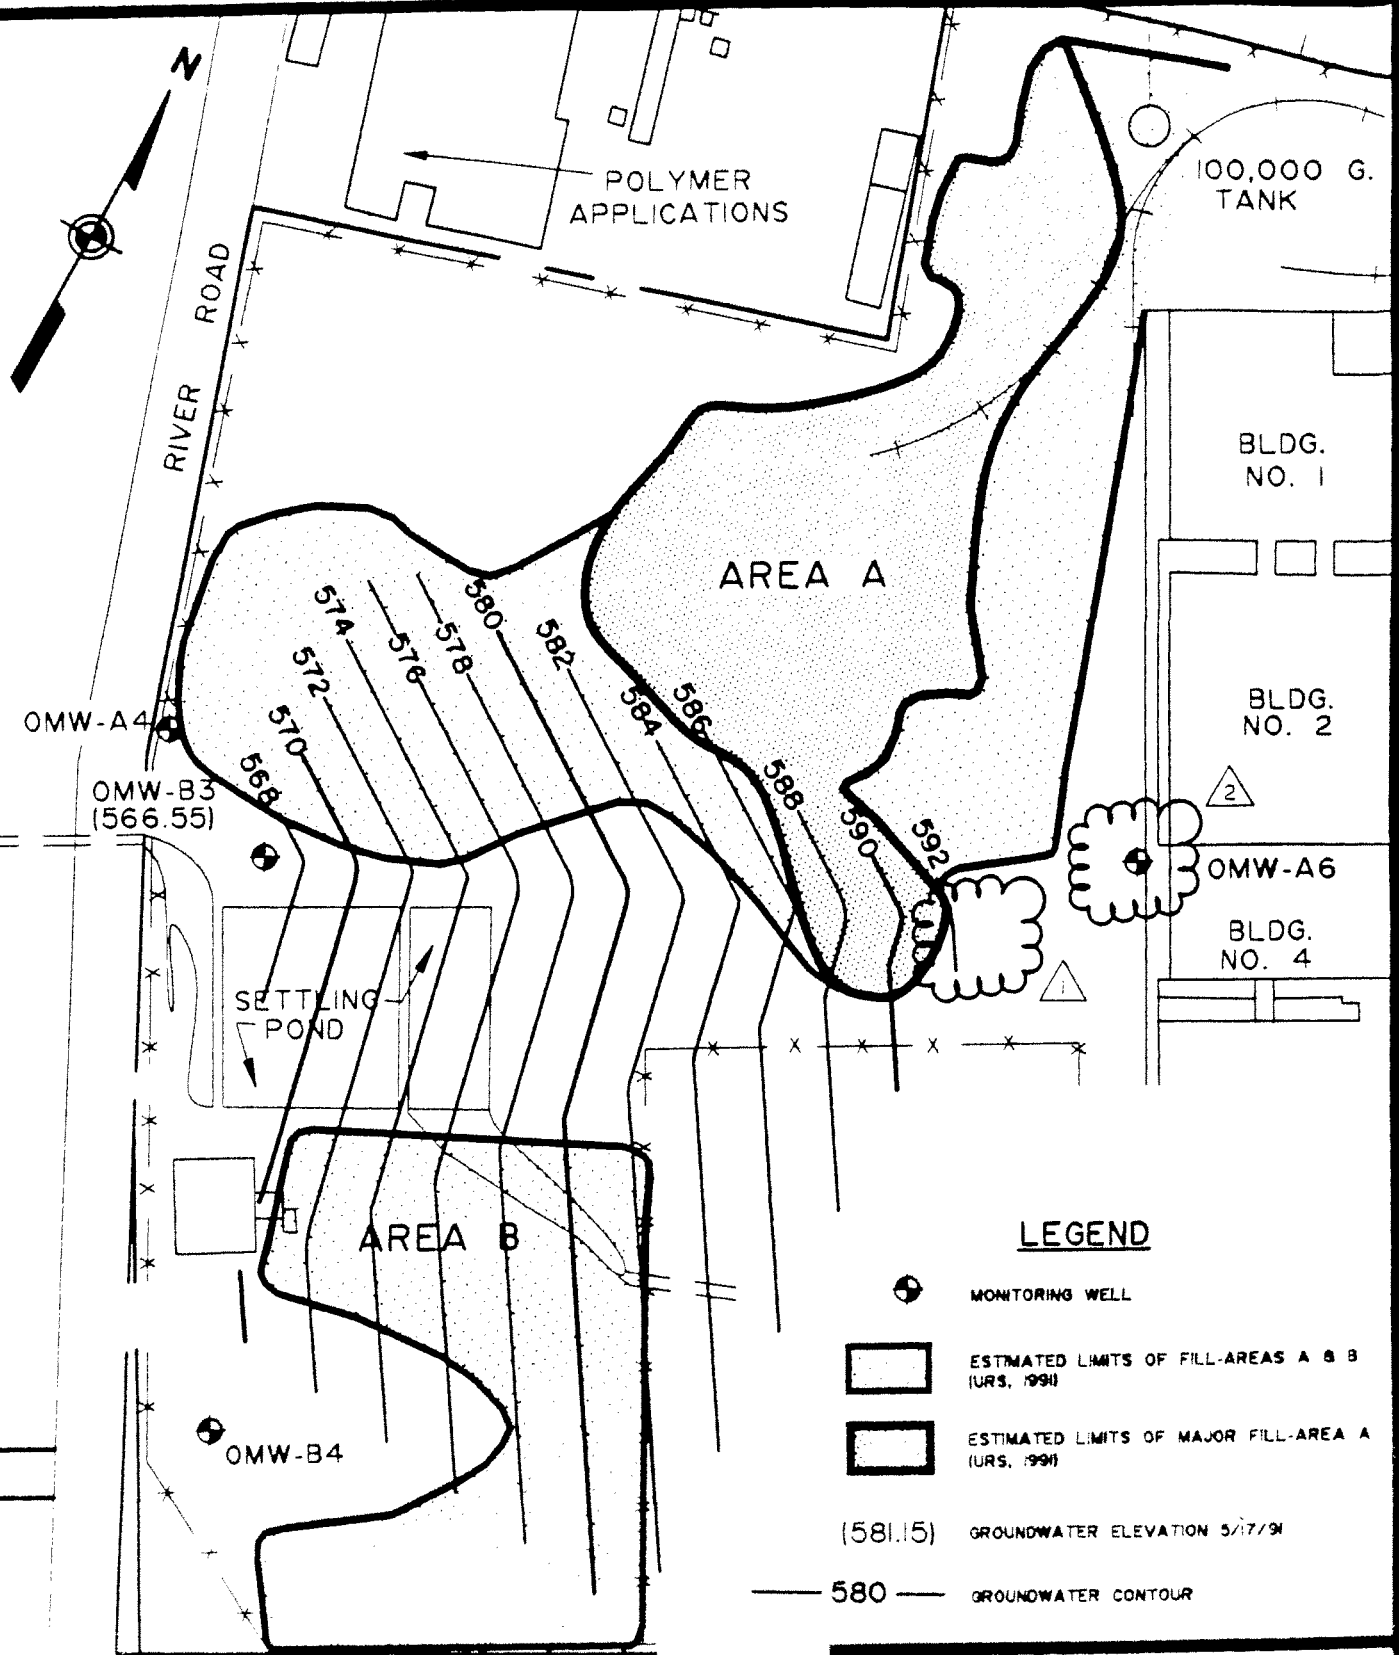 N
POLYMER
APPLICATIONS
100,000 G.
TANK
RIVER ROAD
BLDG.
NO. 1
AREA A
574
576
578
580
582
572
584
586
BLDG.
NO. 2
OMW-A4
570
568
588
590
592
2
OMW-B3
(566.55)
OMW-A6
BLDG.
NO. 4
1
SETTLING
POND
AREA B
OMW-B4
LEGEND
MONITORING WELL
ESTIMATED LIMITS OF FILL-AREAS A & B
(URS, 1991)
ESTIMATED LIMITS OF MAJOR FILL-AREA A
(URS, 1991)
(581.15) GROUNDWATER ELEVATION 5/17/91
580 GROUNDWATER CONTOUR